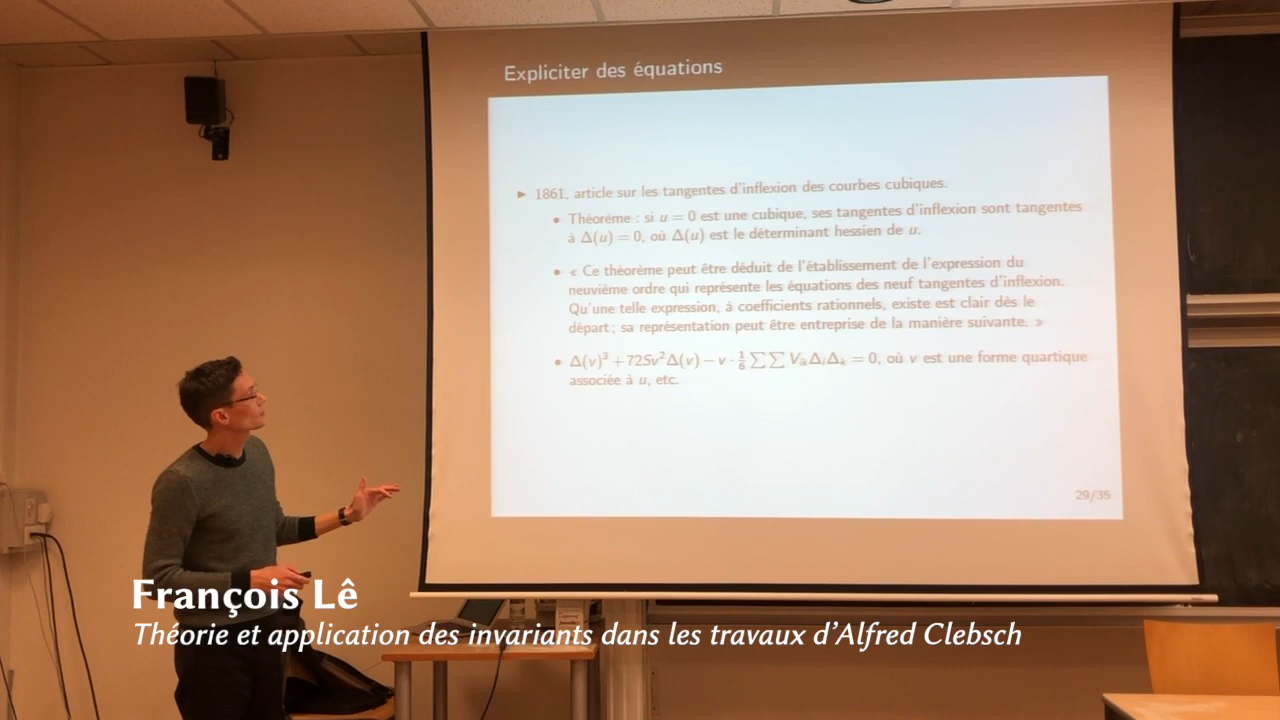 Expliciter des équations
► 1861, article sur les tangentes d'inflexion des courbes cubiques.
• Théorème : si u = 0 est une cubique, ses tangentes d'inflexion sont tangentes
à Δ(u) = 0, où Δ(u) est le déterminant hessien de u.
• « Ce théorème peut être déduit de l'établissement de l'expression du
neuvième ordre qui représente les équations des neuf tangentes d'inflexion.
Qu'une telle expression, à coefficients rationnels, existe est clair dès le
départ ; sa représentation peut être entreprise de la manière suivante. »
• Δ(v)³ + 72Sv²Δ(v) − v · 1/6 ∑∑ VᵢₖΔᵢΔₖ = 0, où v est une forme quartique
associée à u, etc.
29/35
François Lê
Théorie et application des invariants dans les travaux d'Alfred Clebsch